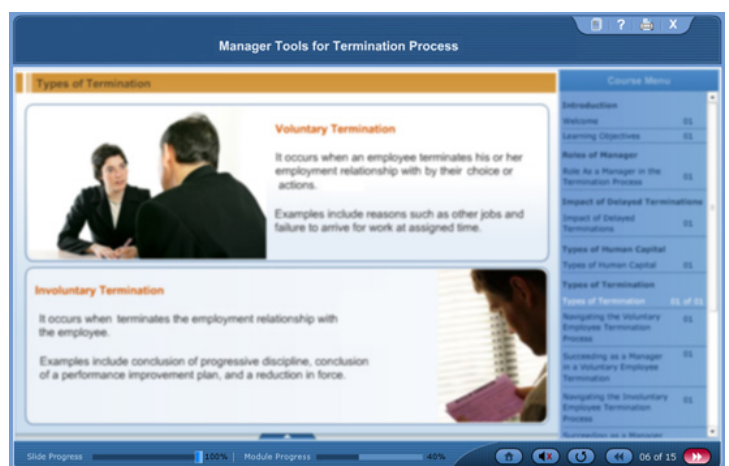 ? X
Manager Tools for Termination Process
Types of Termination
Voluntary Termination
It occurs when an employee terminates his or her
employment relationship with by their choice or
actions.
Examples include reasons such as other jobs and
failure to arrive for work at assigned time.
Involuntary Termination
It occurs when terminates the employment relationship with
the employee.
Examples include conclusion of progressive discipline, conclusion
of a performance improvement plan, and a reduction in force.
Course Menu
Introduction
Welcome 01
Learning Objectives 01
Roles of Manager
Role As a Manager in the
Termination Process 01
Impact of Delayed Terminations
Impact of Delayed
Terminations 01
Types of Human Capital
Types of Human Capital 01
Types of Termination
Types of Termination 01 of 01
Navigating the Voluntary 01
Employee Termination
Process
Succeeding as a Manager 01
in a Voluntary Employee
Termination
Navigating the Involuntary 01
Employee Termination
Process
Succeeding as a Manager
Slide Progress 100% | Module Progress 40% 06 of 15